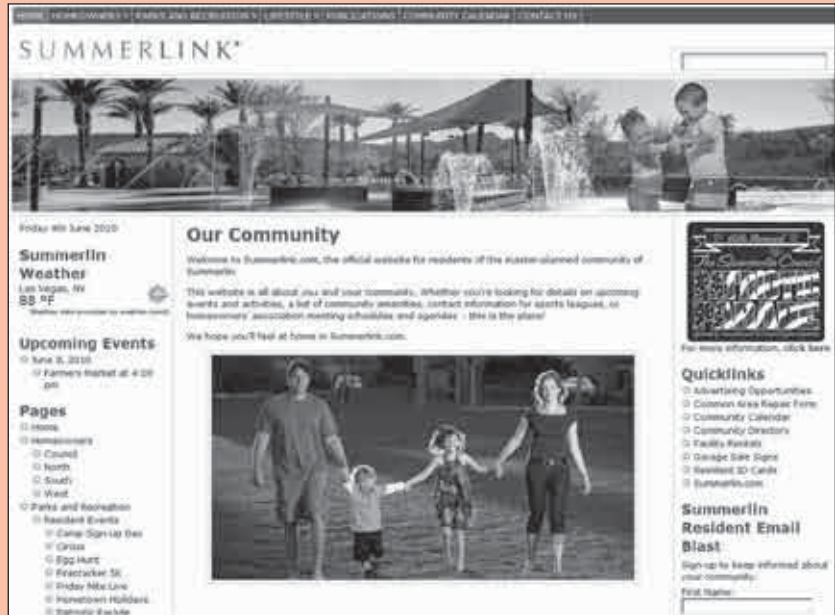 HOME HOMEOWNERS PARKS AND RECREATION LIFESTYLE PUBLICATIONS COMMUNITY CALENDAR CONTACT US
SUMMERLINK
Friday 4th June 2010
Summerlin
Weather
Las Vegas, NV
88 °F
Weather data provided by weather.com®
Upcoming Events
June 9, 2010
Farmers Market at 4:00
pm
Pages
Home
Homeowners
Council
North
South
West
Parks and Recreation
Resident Events
Camp Sign-up Day
Circus
Egg Hunt
Firecracker 5K
Friday Nite Live
Hometown Holidays
Patriotic Parade
Our Community
Welcome to Summerlink.com, the official website for residents of the master-planned community of
Summerlin.
This website is all about you and your community. Whether you're looking for details on upcoming
events and activities, a list of community amenities, contact information for sports leagues, or
homeowners' association meeting schedules and agendas - this is the place!
We hope you'll feel at home in Summerlink.com.
For more information, click here
Quicklinks
Advertising Opportunities
Common Area Repair Form
Community Calendar
Community Directory
Facility Rentals
Garage Sale Signs
Resident ID Cards
Summerlin.com
Summerlin
Resident Email
Blast
Sign-up to keep informed about
your community.
First Name: